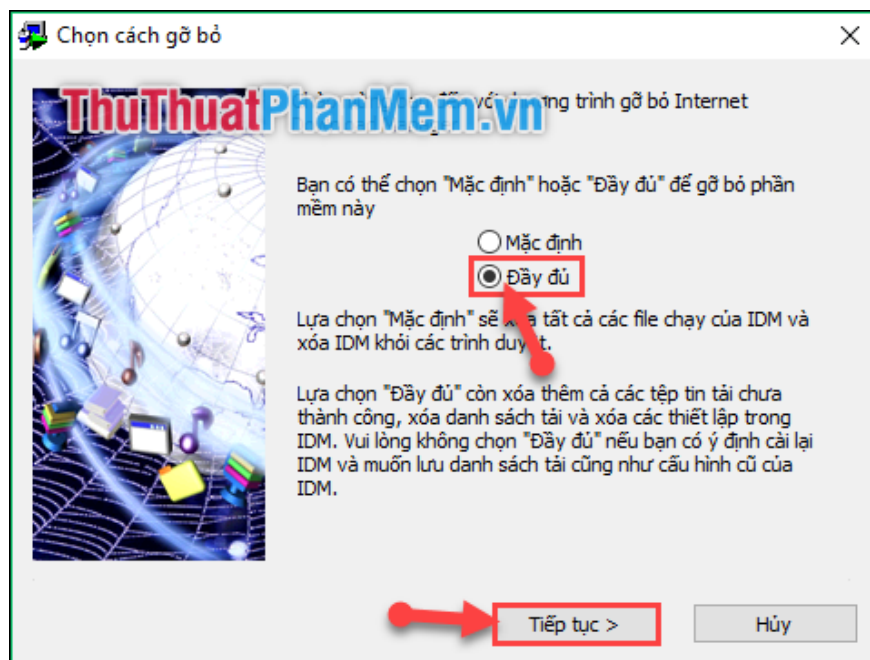 Chọn cách gỡ bỏ
ThuThuatPhanMem.vn
trình gỡ bỏ Internet
Bạn có thể chọn "Mặc định" hoặc "Đầy đủ" để gỡ bỏ phần
mềm này
Mặc định
Đầy đủ
Lựa chọn "Mặc định" sẽ tất cả các file chạy của IDM và
xóa IDM khỏi các trình duyệt.
Lựa chọn "Đầy đủ" còn xóa thêm cả các tệp tin tải chưa
thành công, xóa danh sách tải và xóa các thiết lập trong
IDM. Vui lòng không chọn "Đầy đủ" nếu bạn có ý định cài lại
IDM và muốn lưu danh sách tải cũng như cấu hình cũ của
IDM.
Tiếp tục >
Hủy